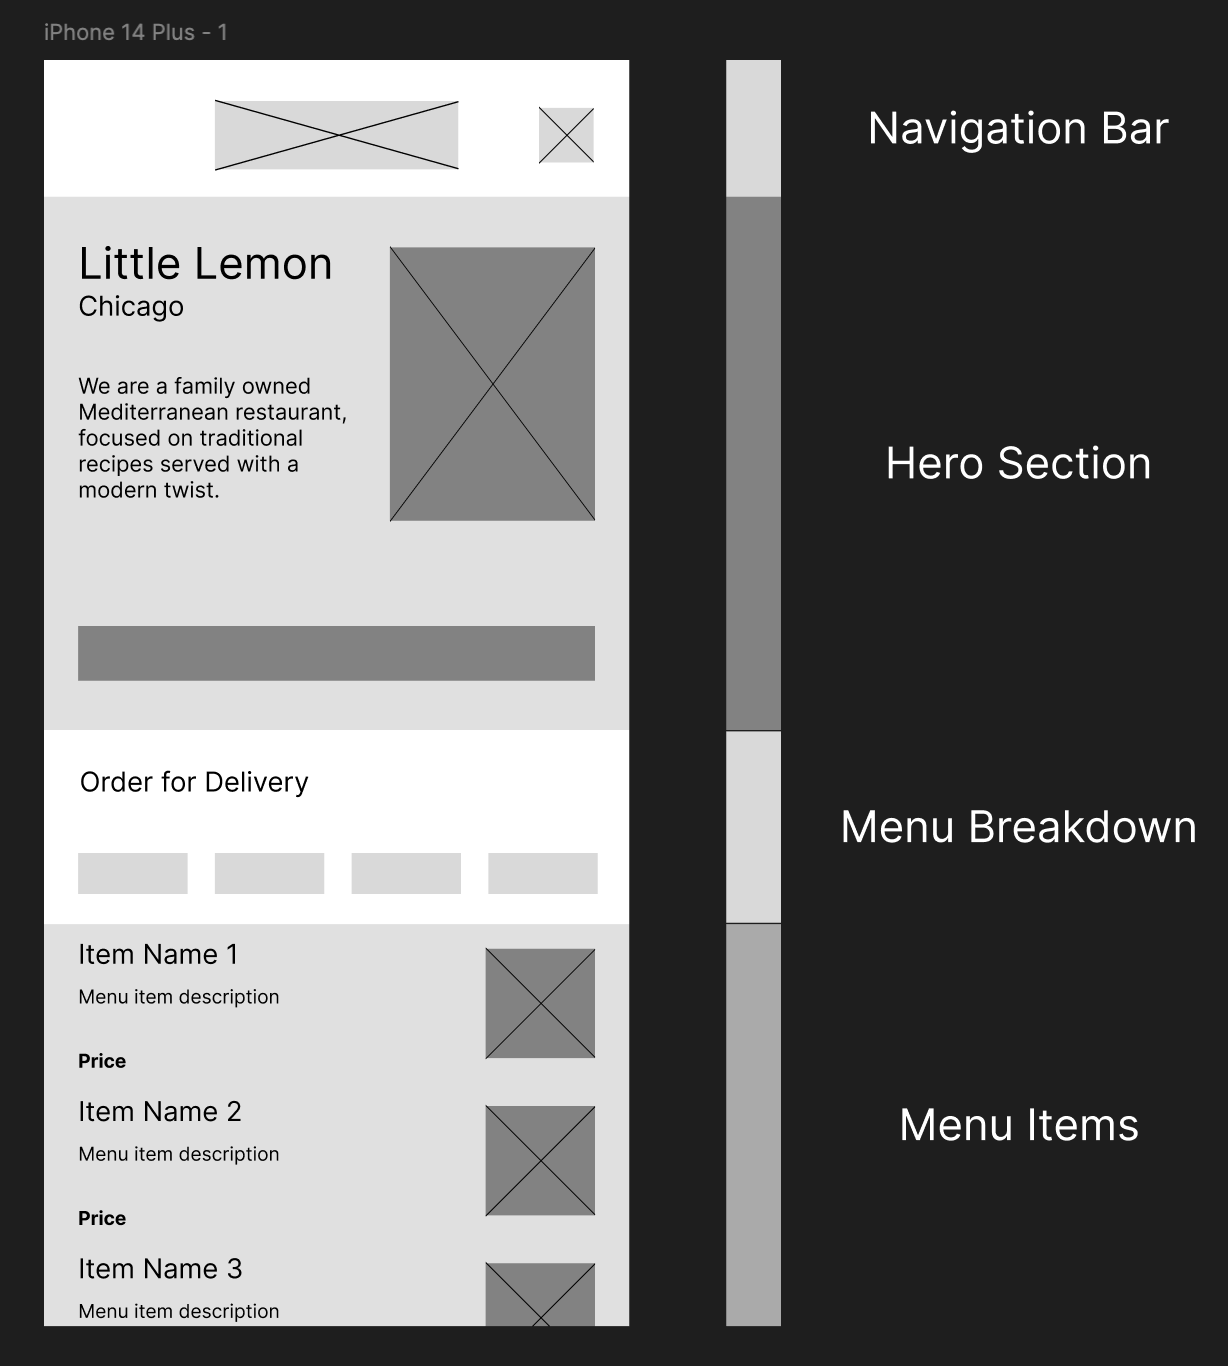 iPhone 14 Plus - 1
Navigation Bar
Little Lemon
Chicago
We are a family owned
Mediterranean restaurant,
focused on traditional
recipes served with a
modern twist.
Hero Section
Order for Delivery
Menu Breakdown
Item Name 1
Menu item description
Price
Item Name 2
Menu item description
Price
Item Name 3
Menu item description
Menu Items